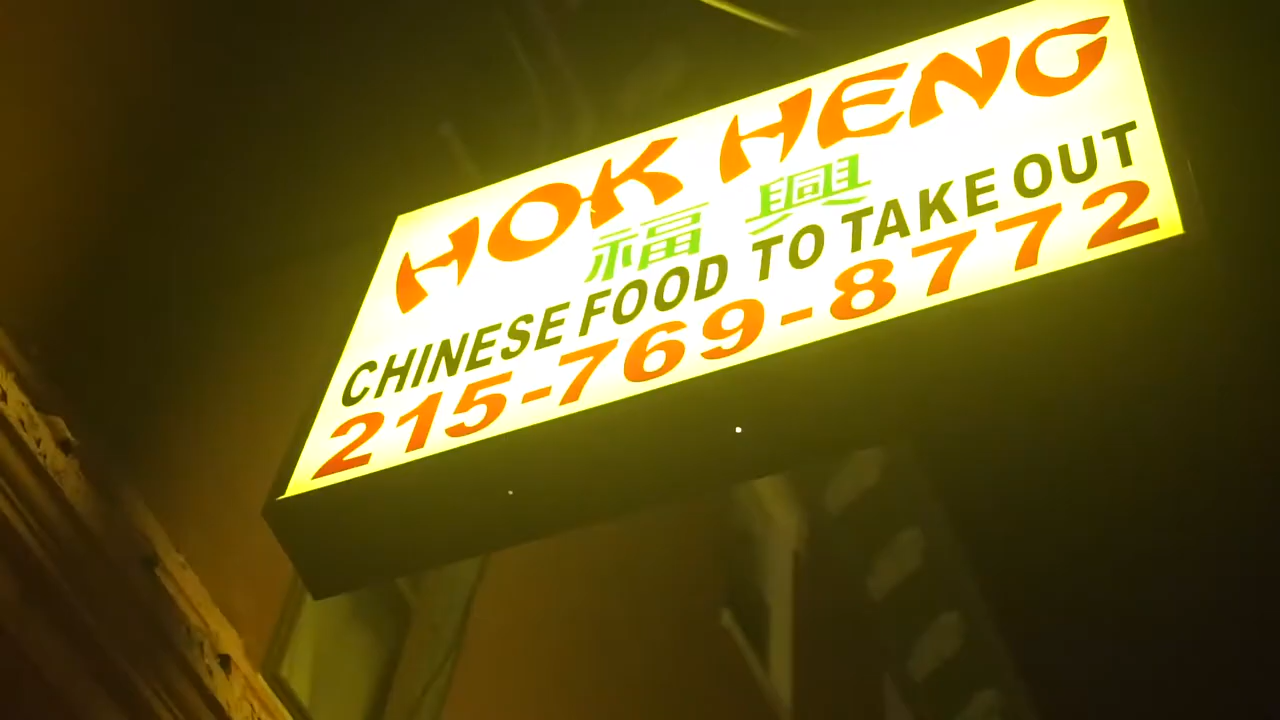 HOK HENG
福興
CHINESE FOOD TO TAKE OUT
215-769-8772